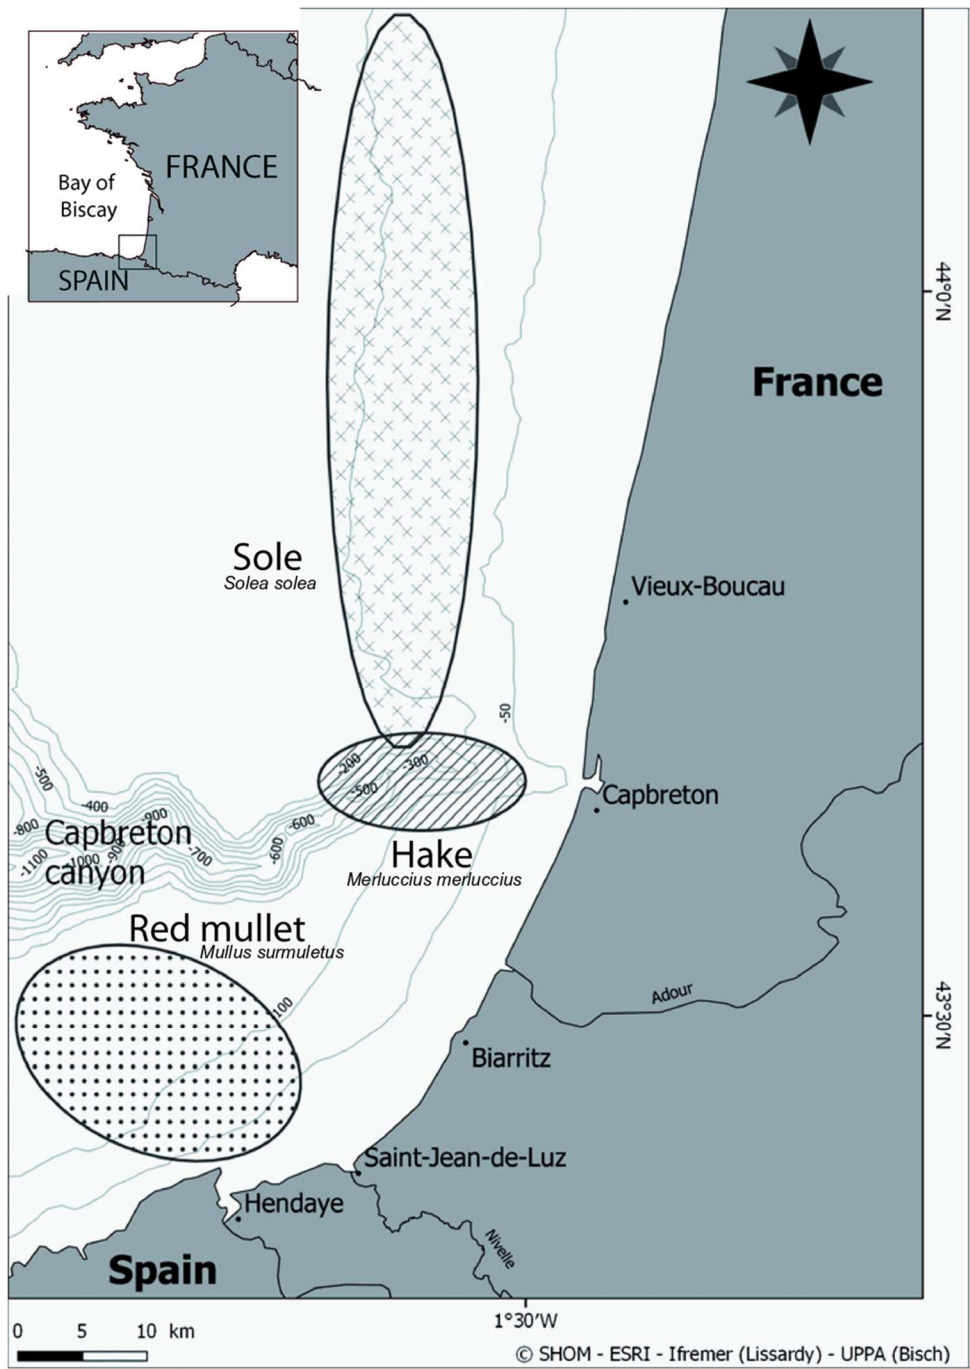 FRANCE
Bay of
Biscay
SPAIN
44°0'N
France
Sole
Solea solea
Vieux-Boucau
-50
-200
-300
-500
-500
-400
Capbreton
-800
-900
-600
Capbreton
canyon
-1100
-1000
-900
-700
-600
Hake
Merluccius merluccius
Red mullet
Mullus surmuletus
100
Adour
43°30'N
Biarritz
Saint-Jean-de-Luz
Hendaye
Nivelle
Spain
1°30'W
0 5 10 km
© SHOM - ESRI - Ifremer (Lissardy) - UPPA (Bisch)